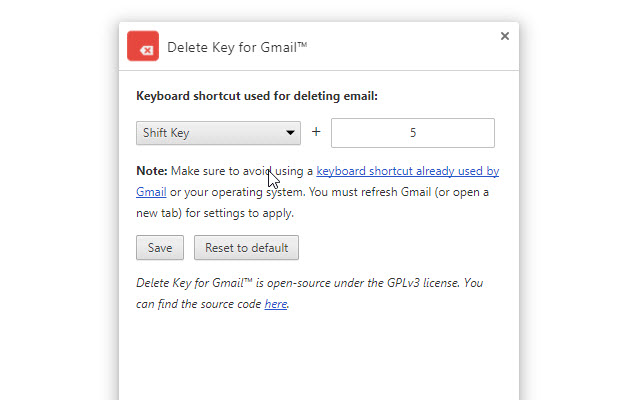 Delete Key for Gmail™
Keyboard shortcut used for deleting email:
Shift Key + 5
Note: Make sure to avoid using a keyboard shortcut already used by
Gmail or your operating system. You must refresh Gmail (or open a
new tab) for settings to apply.
Save Reset to default
Delete Key for Gmail™ is open-source under the GPLv3 license. You
can find the source code here.